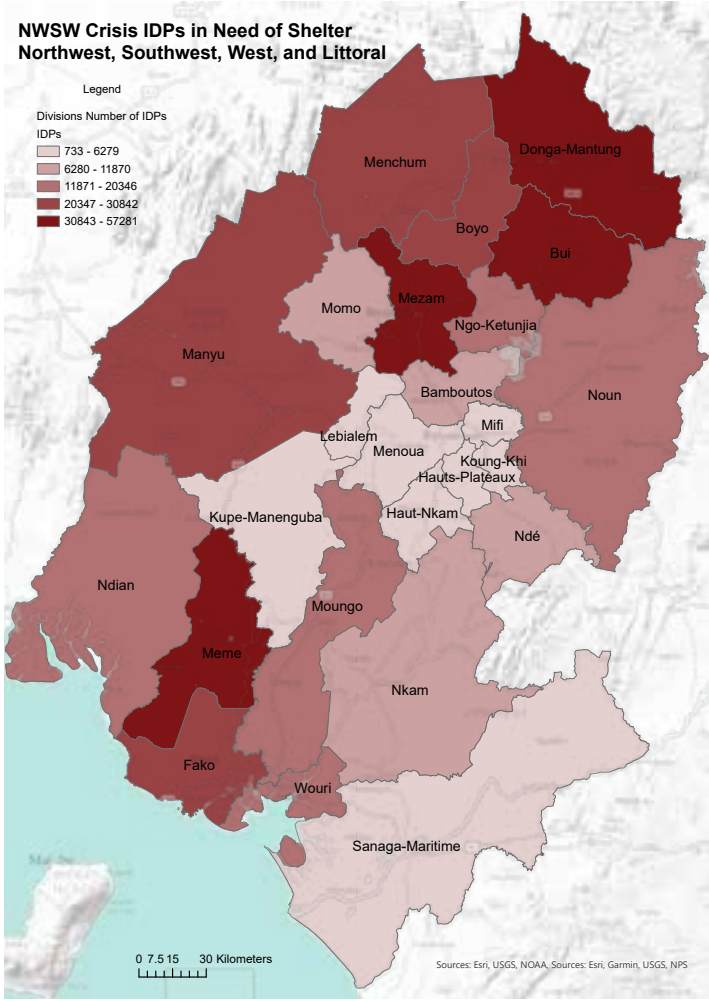 NWSW Crisis IDPs in Need of Shelter
Northwest, Southwest, West, and Littoral
Legend
Divisions Number of IDPs
IDPs
733 - 6279
6280 - 11870
11871 - 20346
20347 - 30842
30843 - 57281
Donga-Mantung
Menchum
Boyo
Bui
Mezam
Momo
Ngo-Ketunjia
Manyu
Bamboutos
Noun
Mifi
Lebialem
Menoua
Koung-Khi
Hauts-Plateaux
Haut-Nkam
Kupe-Manenguba
Ndé
Ndian
Moungo
Meme
Nkam
Fako
Wouri
Sanaga-Maritime
0 7.5 15 30 Kilometers
Sources: Esri, USGS, NOAA, Sources: Esri, Garmin, USGS, NPS